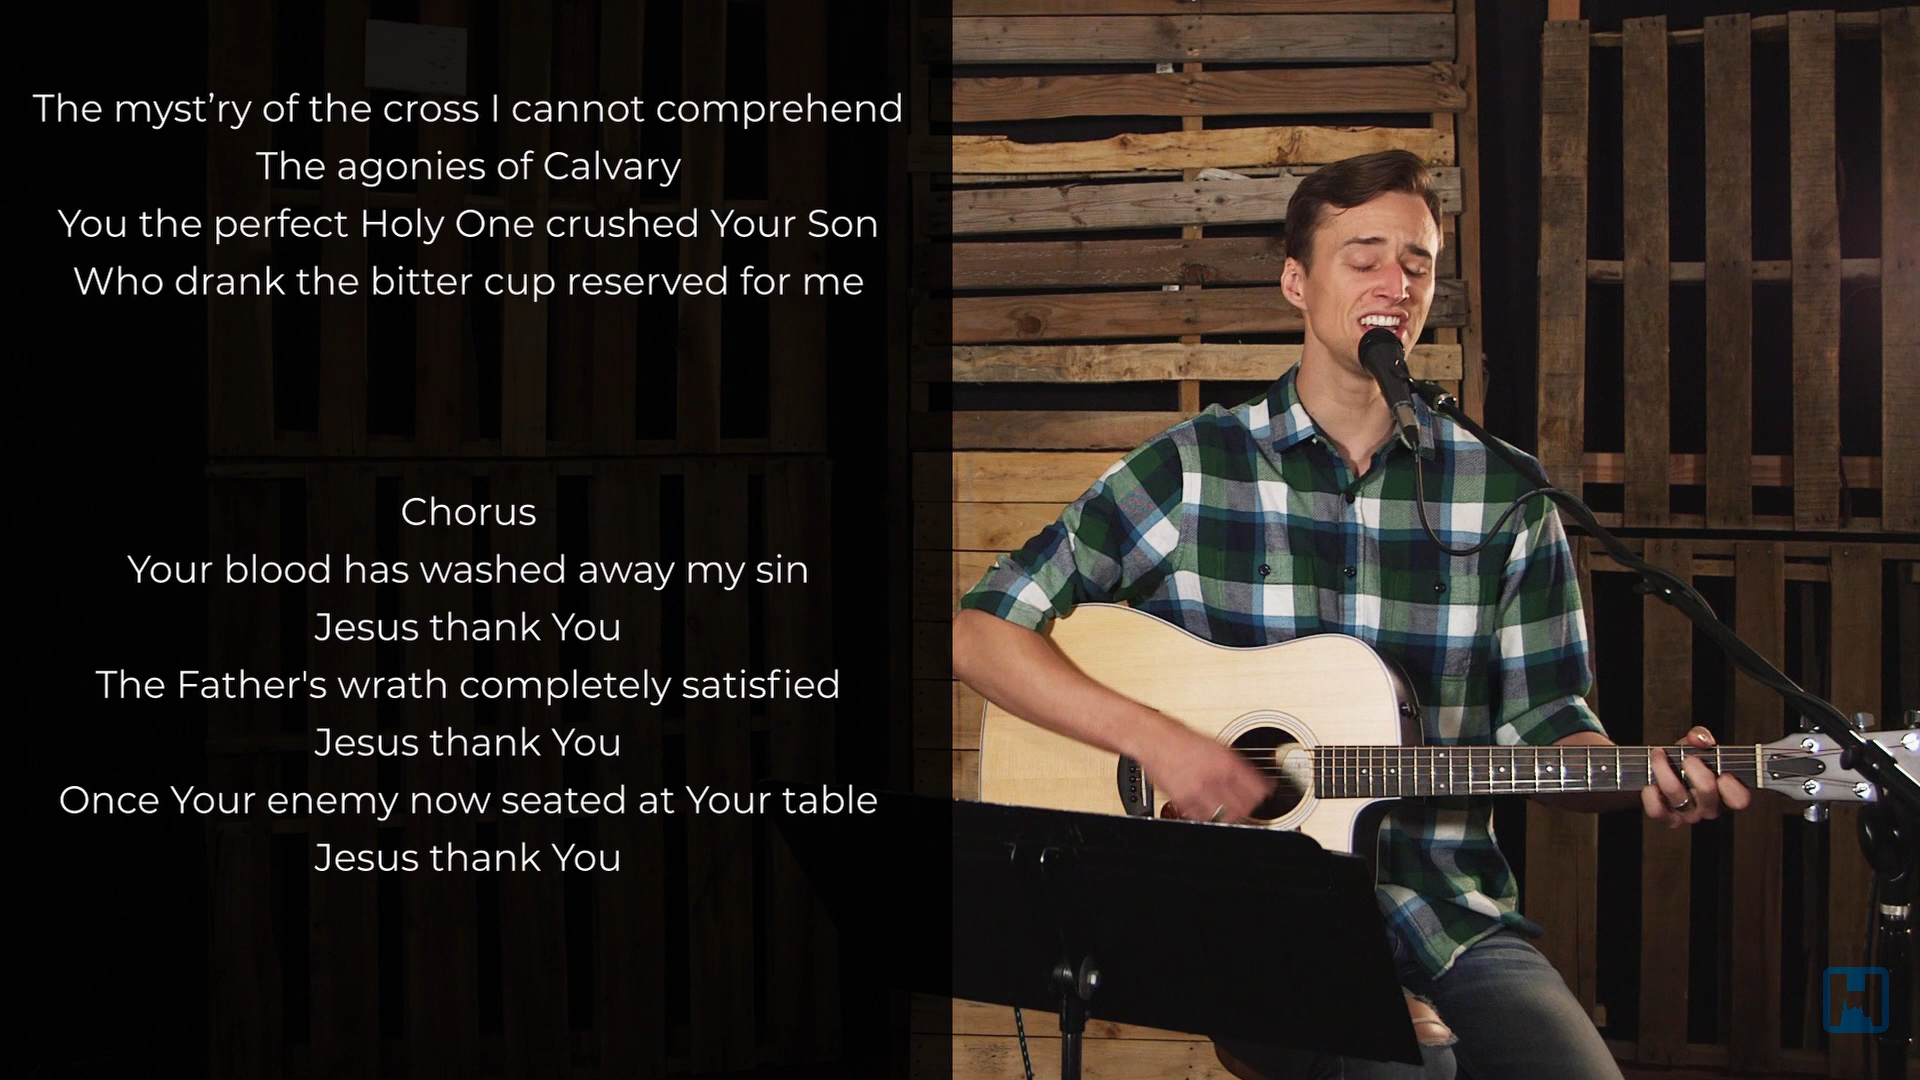 The myst’ry of the cross I cannot comprehend
The agonies of Calvary
You the perfect Holy One crushed Your Son
Who drank the bitter cup reserved for me
Chorus
Your blood has washed away my sin
Jesus thank You
The Father's wrath completely satisfied
Jesus thank You
Once Your enemy now seated at Your table
Jesus thank You